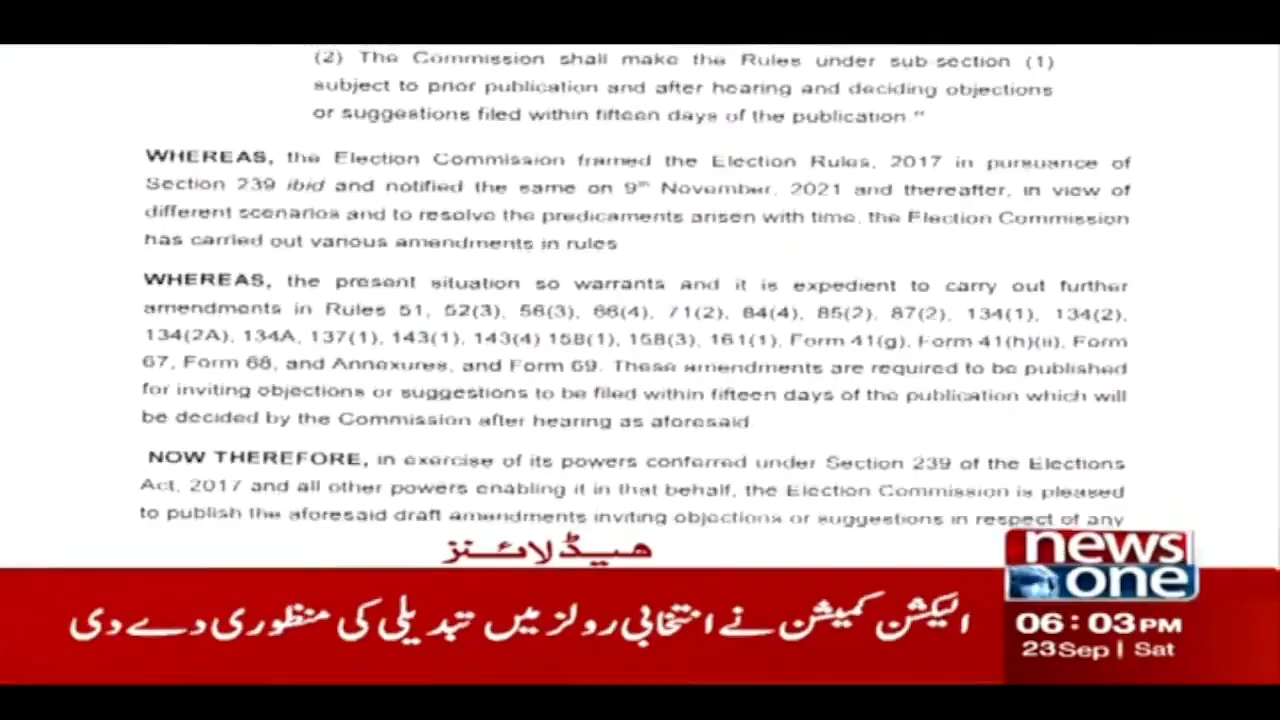 (2) The Commission shall make the Rules under sub-section (1)
subject to prior publication and after hearing and deciding objections
or suggestions filed within fifteen days of the publication."
WHEREAS, the Election Commission framed the Election Rules, 2017 in pursuance of
Section 239 ibid and notified the same on 9th November, 2021 and thereafter, in view of
different scenarios and to resolve the predicaments arisen with time, the Election Commission
has carried out various amendments in rules
WHEREAS, the present situation so warrants and it is expedient to carry out further
amendments in Rules 51, 52(3), 56(3), 66(4), 71(2), 84(4), 85(2), 87(2), 134(1), 134(2),
134(2A), 134A, 137(1), 143(1), 143(4) 158(1), 158(3), 161(1), Form 41(g), Form 41(h)(ii), Form
67, Form 68, and Annexures, and Form 69. These amendments are required to be published
for inviting objections or suggestions to be filed within fifteen days of the publication which will
be decided by the Commission after hearing as aforesaid.
NOW THEREFORE, in exercise of its powers conferred under Section 239 of the Elections
Act, 2017 and all other powers enabling it in that behalf, the Election Commission is pleased
to publish the aforesaid draft amendments inviting objections or suggestions in respect of any
ہیڈلائنز
الیکشن کمیشن نے انتخابی رولز میں تبدیلی کی منظوری دے دی
news
one
06:03PM
23Sep | Sat